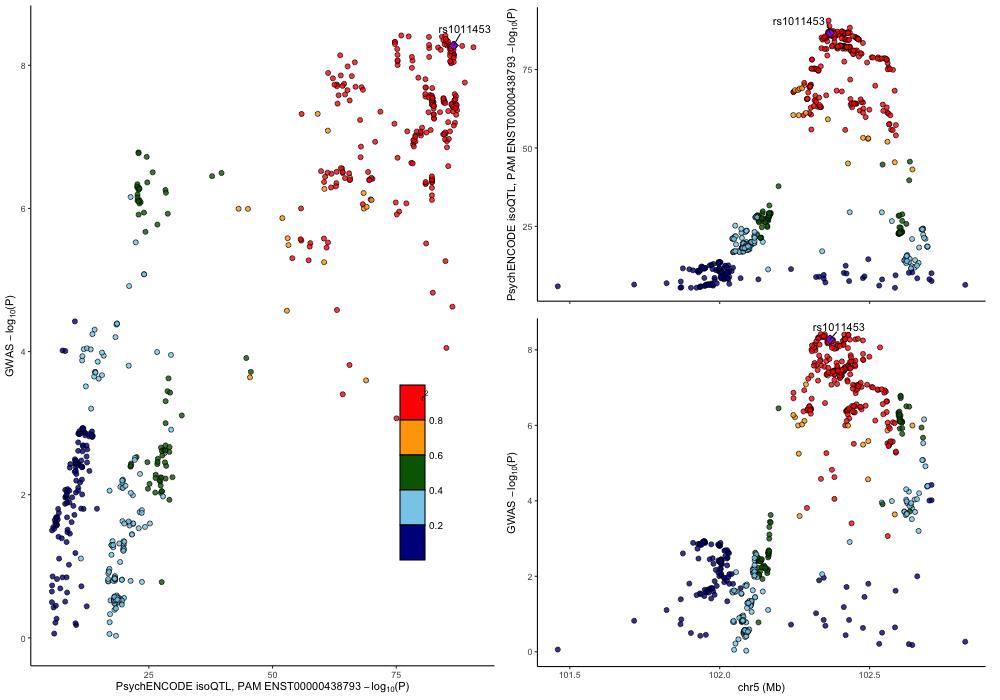 rs1011453
8
6
4
2
0
GWAS −log10(P)
25
50
75
PsychENCODE isoQTL, PAM ENST00000438793 −log10(P)
r2
0.8
0.6
0.4
0.2
rs1011453
75
50
25
PsychENCODE isoQTL, PAM ENST00000438793 −log10(P)
rs1011453
8
6
4
2
0
GWAS −log10(P)
101.5
102.0
102.5
chr5 (Mb)